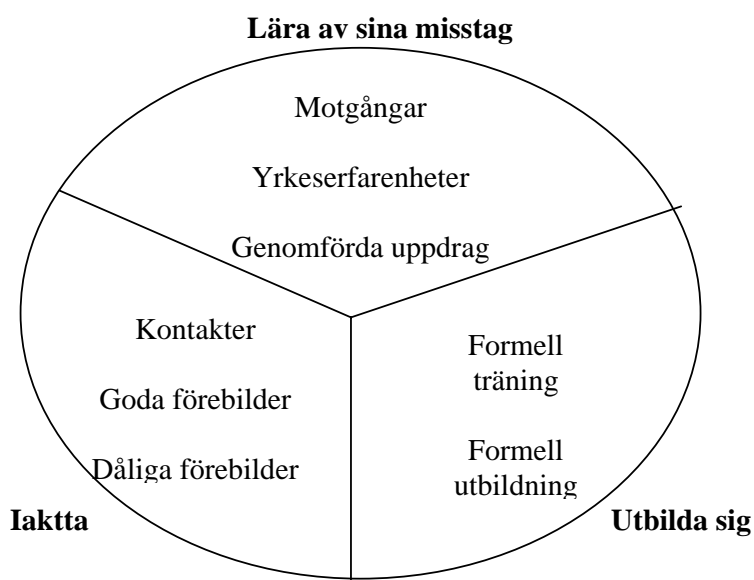 Lära av sina misstag
Motgångar
Yrkeserfarenheter
Genomförda uppdrag
Kontakter
Goda förebilder
Dåliga förebilder
Iaktta
Formell
träning
Formell
utbildning
Utbilda sig